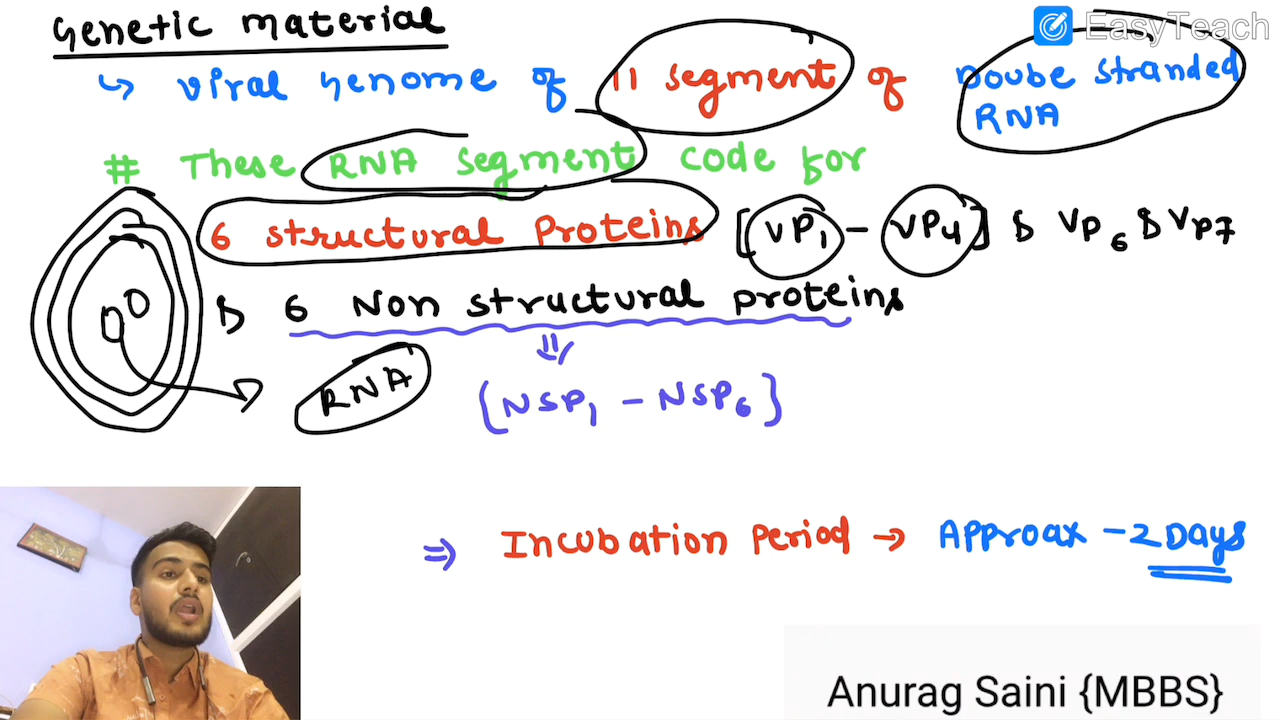 Genetic material
EasyTeach
↳ viral genome of 11 segment of Doube stranded
RNA
# These RNA segment code for
6 structural Proteins [VP1 - VP4] & VP6 & VP7
& 6 Non structural proteins
RNA
{NSP1 - NSP6}
⇒ Incubation Period → Approax - 2 Days
Anurag Saini {MBBS}